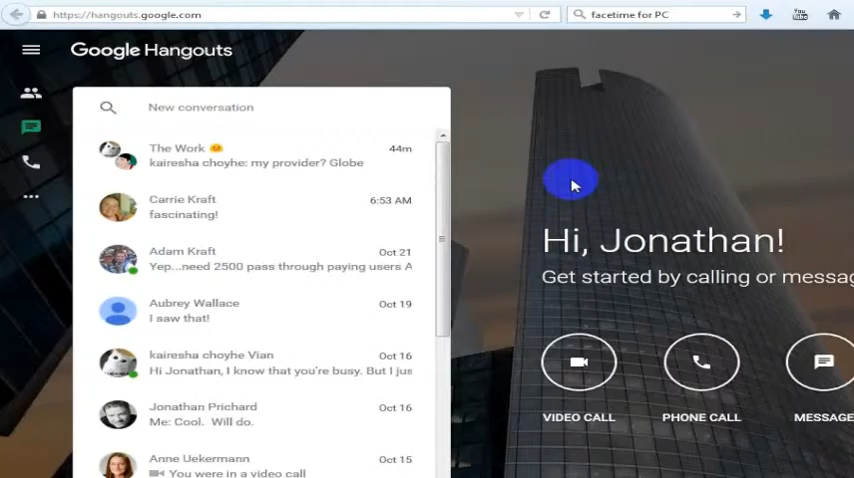 https://hangouts.google.com
facetime for PC
You
Google Hangouts
New conversation
The Work
44m
kairesha choyhe: my provider? Globe
Carrie Kraft
6:53 AM
fascinating!
Adam Kraft
Oct 21
Yep...need 2500 pass through paying users A
Aubrey Wallace
Oct 19
I saw that!
kairesha choyhe Vian
Oct 16
Hi Jonathan, I know that you're busy. But I jus
Jonathan Prichard
Oct 16
Me: Cool. Will do.
Anne Uekermann
Oct 15
You were in a video call
Hi, Jonathan!
Get started by calling or messag
VIDEO CALL
PHONE CALL
MESSAGE